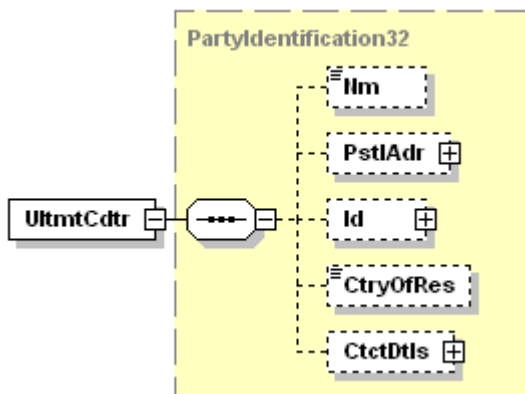 PartyIdentification32
Nm
PstlAdr
UltmtCdtr
Id
CtryOfRes
CtctDtls